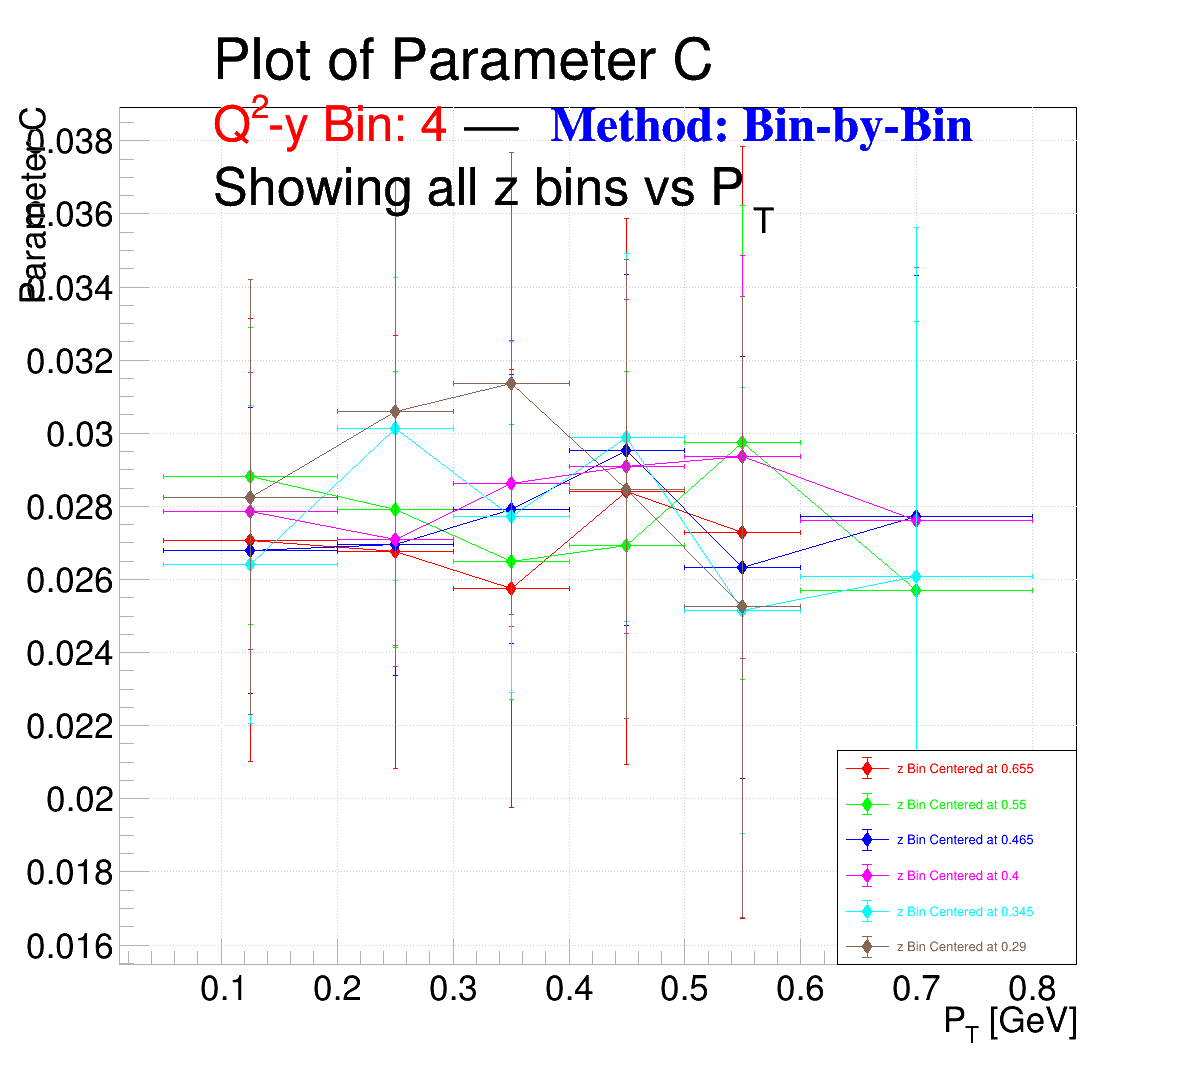 Plot of Parameter C
Q²-y Bin: 4 — Method: Bin-by-Bin
Showing all z bins vs P_T
Parameter C
0.038
0.036
0.034
0.032
0.03
0.028
0.026
0.024
0.022
0.02
0.018
0.016
z Bin Centered at 0.655
z Bin Centered at 0.55
z Bin Centered at 0.465
z Bin Centered at 0.4
z Bin Centered at 0.345
z Bin Centered at 0.29
0.1 0.2 0.3 0.4 0.5 0.6 0.7 0.8
P_T [GeV]